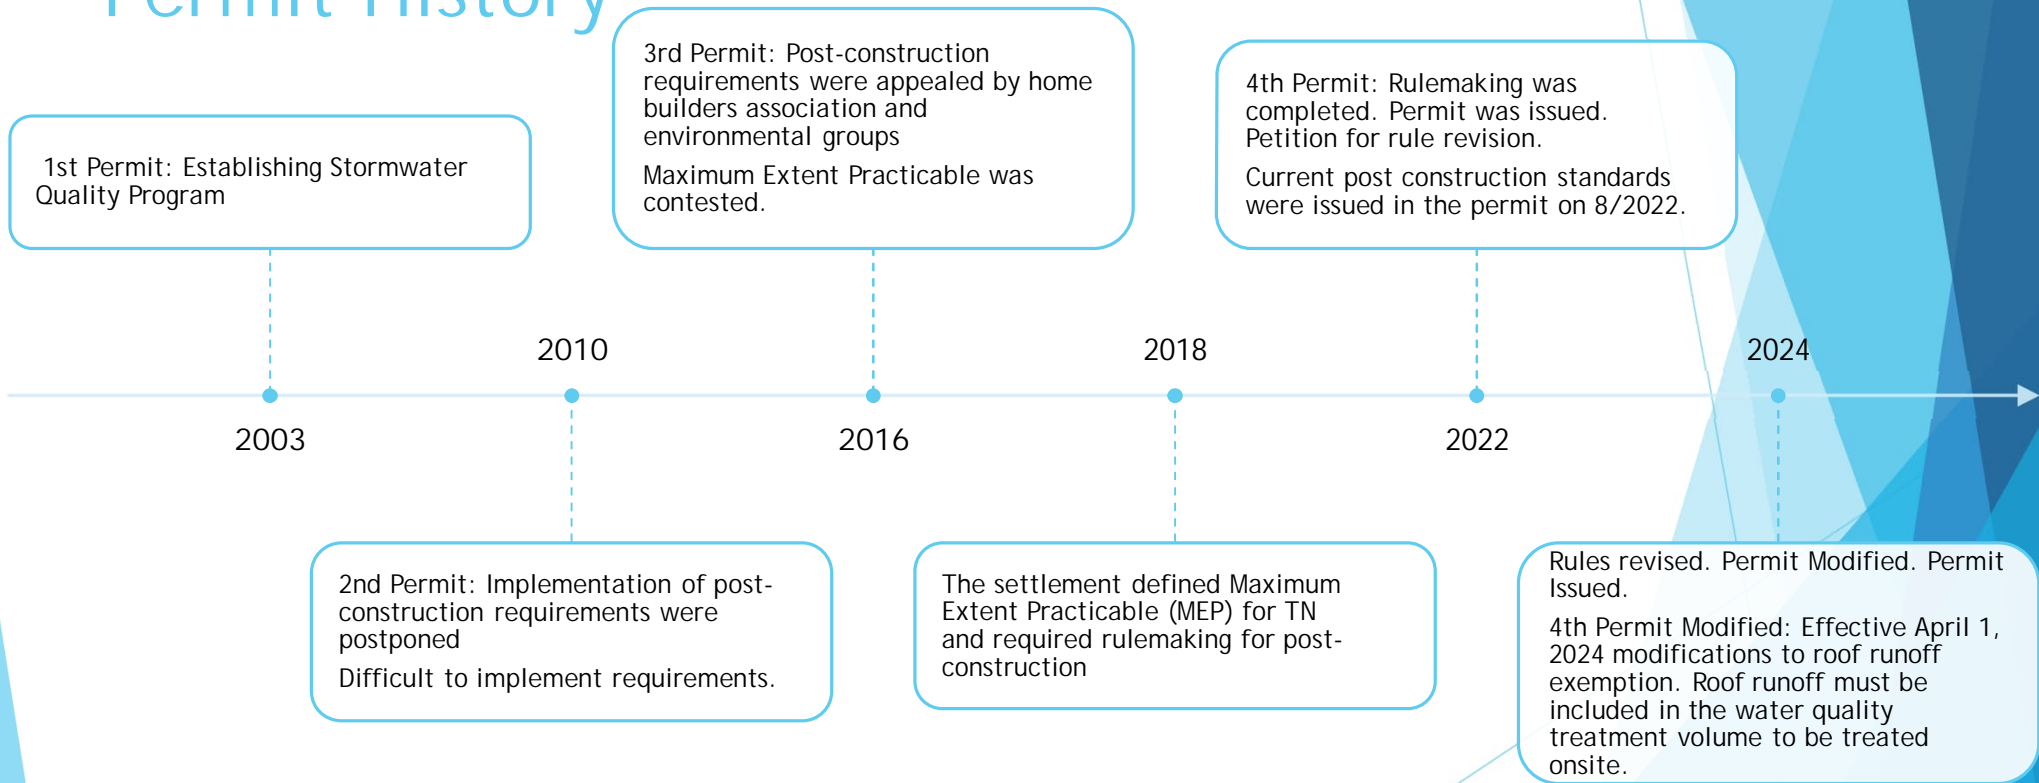 Permit History
1st Permit: Establishing Stormwater
Quality Program
3rd Permit: Post-construction
requirements were appealed by home
builders association and
environmental groups
Maximum Extent Practicable was
contested.
4th Permit: Rulemaking was
completed. Permit was issued.
Petition for rule revision.
Current post construction standards
were issued in the permit on 8/2022.
2010
2018
2024
2003
2016
2022
2nd Permit: Implementation of post-
construction requirements were
postponed
Difficult to implement requirements.
The settlement defined Maximum
Extent Practicable (MEP) for TN
and required rulemaking for post-
construction
Rules revised. Permit Modified. Permit
Issued.
4th Permit Modified: Effective April 1,
2024 modifications to roof runoff
exemption. Roof runoff must be
included in the water quality
treatment volume to be treated
onsite.